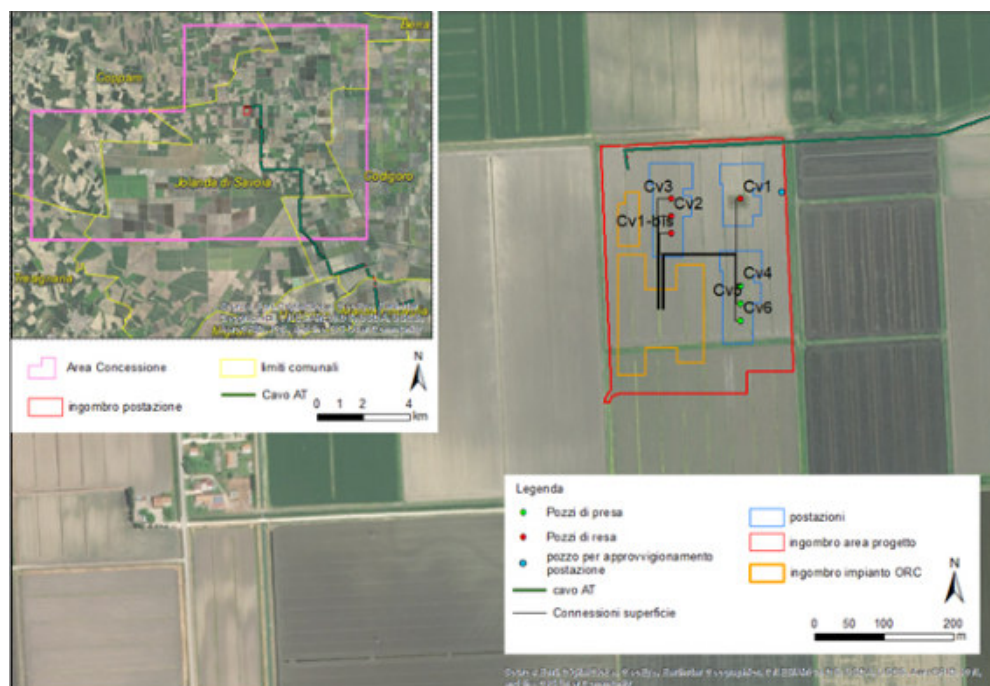 Berra
Copparo
Jolanda di Savoia
Codigoro
Area Concessione
limiti comunali
ingombro postazione
Cavo AT
N
0 1 2 4
km
Cv3
Cv2
Cv1
Cv1-bis
Cv4
Cv5
Cv6
Legenda
Pozzi di presa
Pozzi di resa
pozzo per approvvigionamento
postazione
cavo AT
Connessioni superficie
postazioni
ingombro area progetto
ingombro impianto ORC
N
0 50 100 200
m